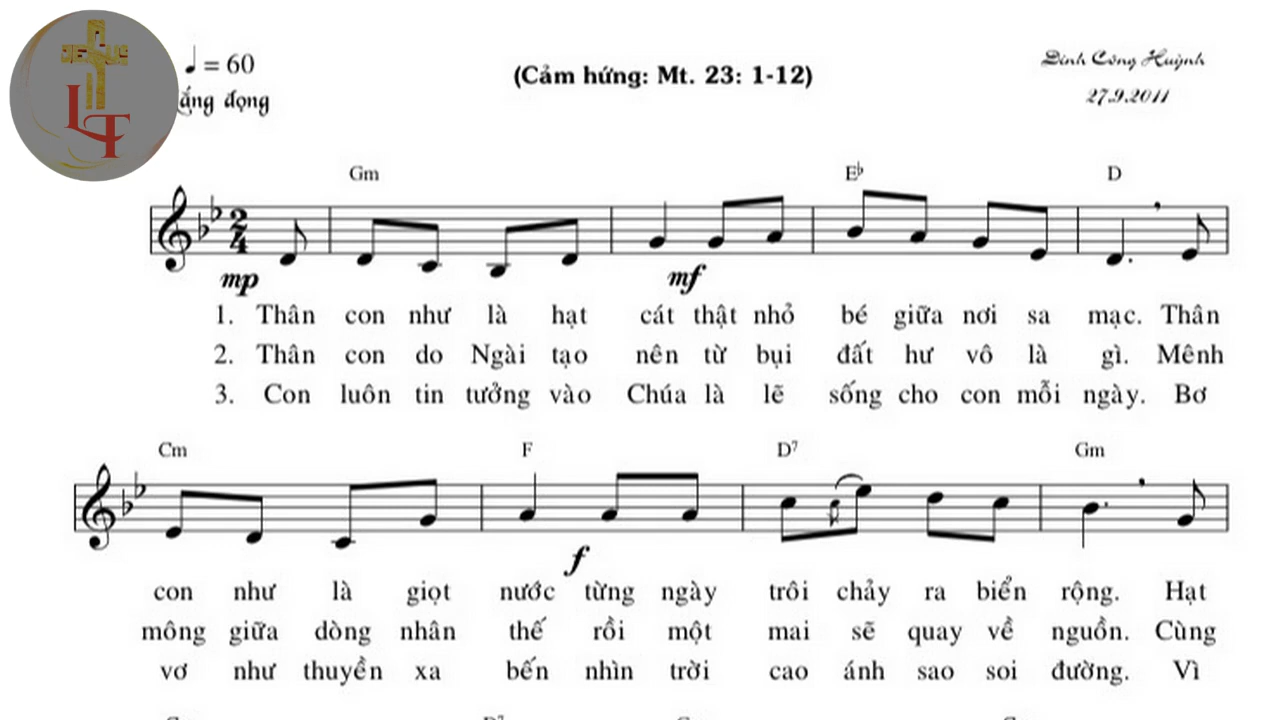 JESUS
LT
♩ = 60
ắng đọng
(Cảm hứng: Mt. 23: 1-12)
Đinh Công Huỳnh
27.9.2011
Gm E♭ D
2/4
mp mf
1. Thân con như là hạt cát thật nhỏ bé giữa nơi sa mạc. Thân
2. Thân con do Ngài tạo nên từ bụi đất hư vô là gì. Mênh
3. Con luôn tin tưởng vào Chúa là lẽ sống cho con mỗi ngày. Bơ
Cm F D7 Gm
f
con như là giọt nước từng ngày trôi chảy ra biển rộng. Hạt
mông giữa dòng nhân thế rồi một mai sẽ quay về nguồn. Cùng
vơ như thuyền xa bến nhìn trời cao ánh sao soi đường. Vì